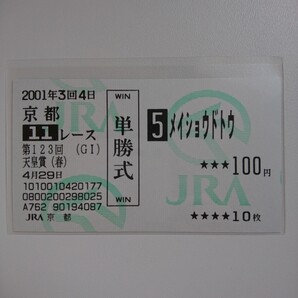 2001年3回4日
京都
11レース
第123回 (GI)
天皇賞(春)
4月29日
1010010420177
0800200298025
A762 90194087
JRA 京都
WIN
単勝式
WIN
5 メイショウドトウ
★★★100円
JRA
★★★★10枚